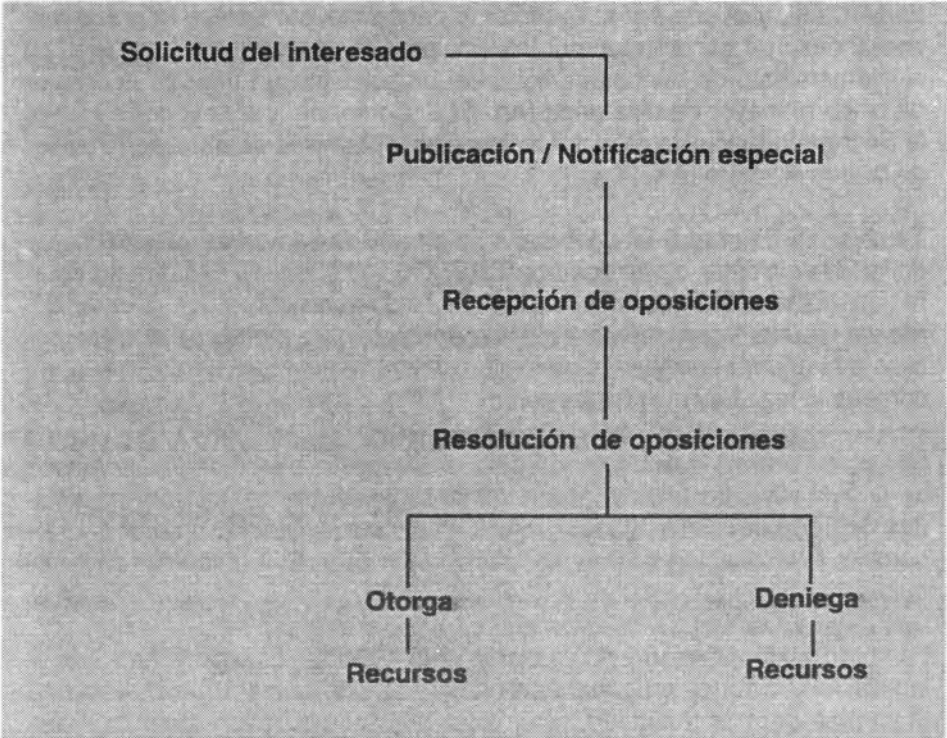 Solicitud del interesado
Publicación / Notificación especial
Recepción de oposiciones
Resolución de oposiciones
Otorga
Deniega
Recursos
Recursos